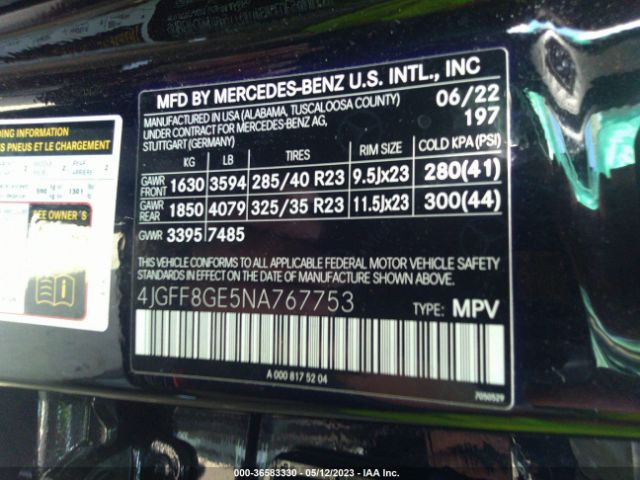 MFD BY MERCEDES-BENZ U.S. INTL., INC
MANUFACTURED IN USA (ALABAMA, TUSCALOOSA COUNTY) 06/22
UNDER CONTRACT FOR MERCEDES-BENZ AG, 197
STUTTGART (GERMANY)
KG LB TIRES RIM SIZE COLD KPA (PSI)
GAWR FRONT 1630 3594 285/40 R23 9.5Jx23 280(41)
GAWR REAR 1850 4079 325/35 R23 11.5Jx23 300(44)
GVWR 3395 7485
THIS VEHICLE CONFORMS TO ALL APPLICABLE FEDERAL MOTOR VEHICLE SAFETY
STANDARDS IN EFFECT ON THE DATE OF MANUFACTURE SHOWN ABOVE.
4JGFF8GE5NA767753 TYPE: MPV
A 000 817 52 04
7050529
INFORMATION
PNEUS ET LE CHARGEMENT
SEE OWNER'S
000-36583330 - 05/12/2023 - IAA Inc.